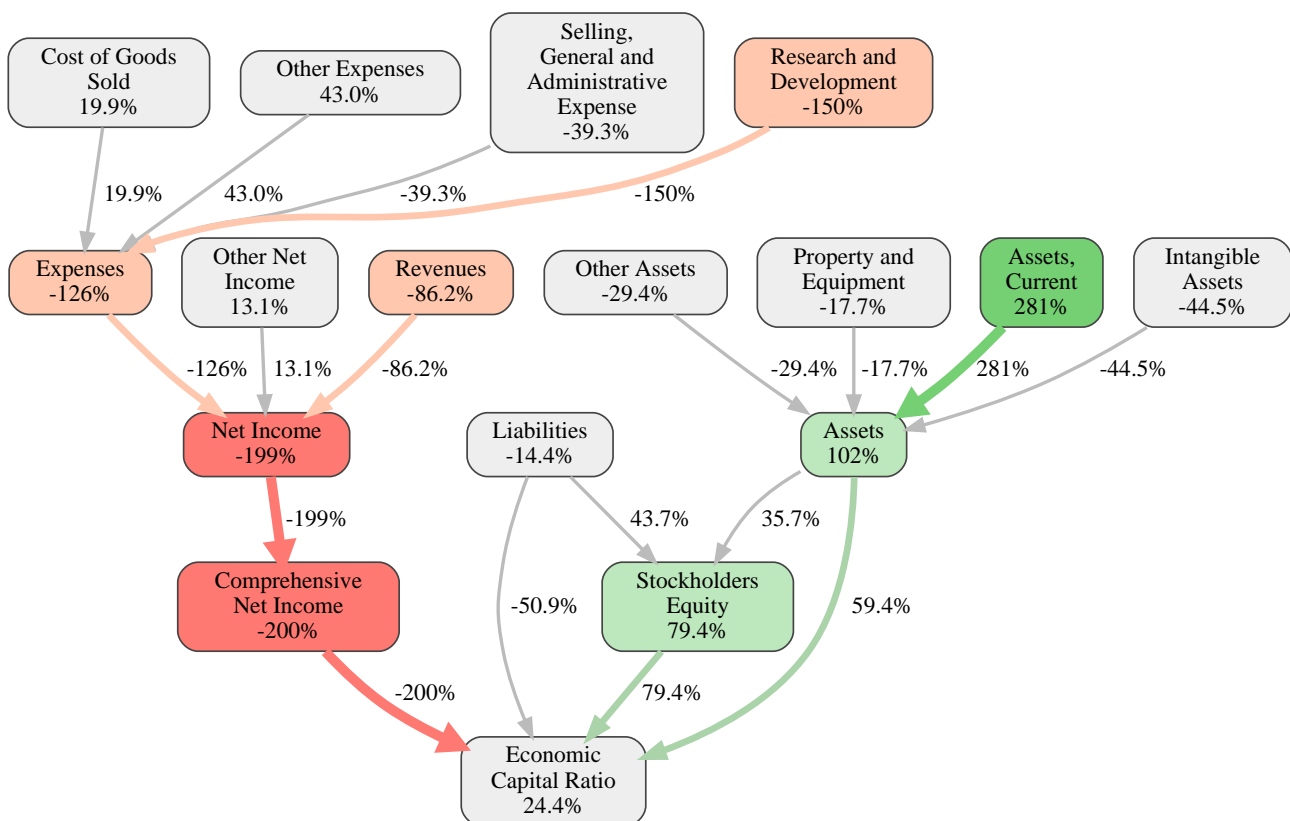 Cost of Goods
Sold
19.9%
Other Expenses
43.0%
Selling,
General and
Administrative
Expense
-39.3%
Research and
Development
-150%
19.9%
43.0%
-39.3%
-150%
Expenses
-126%
Other Net
Income
13.1%
Revenues
-86.2%
Other Assets
-29.4%
Property and
Equipment
-17.7%
Assets,
Current
281%
Intangible
Assets
-44.5%
-126%
13.1%
-86.2%
-29.4%
-17.7%
281%
-44.5%
Net Income
-199%
Liabilities
-14.4%
Assets
102%
-199%
43.7%
35.7%
Comprehensive
Net Income
-200%
-50.9%
Stockholders
Equity
79.4%
59.4%
-200%
79.4%
Economic
Capital Ratio
24.4%